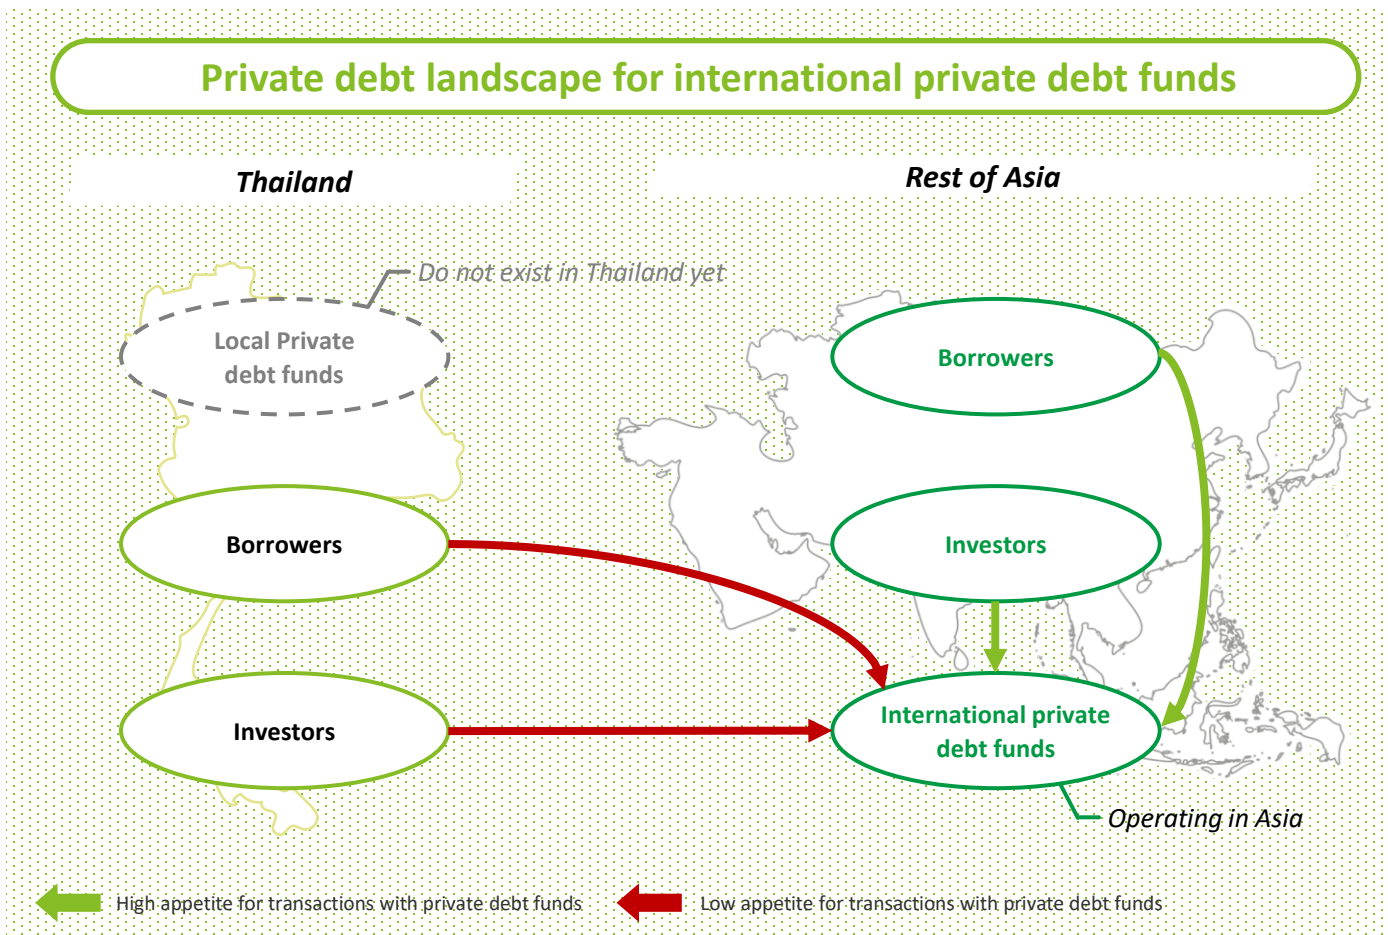 Private debt landscape for international private debt funds
Thailand
Rest of Asia
Do not exist in Thailand yet
Local Private
debt funds
Borrowers
Borrowers
Investors
Investors
International private
debt funds
Operating in Asia
High appetite for transactions with private debt funds
Low appetite for transactions with private debt funds